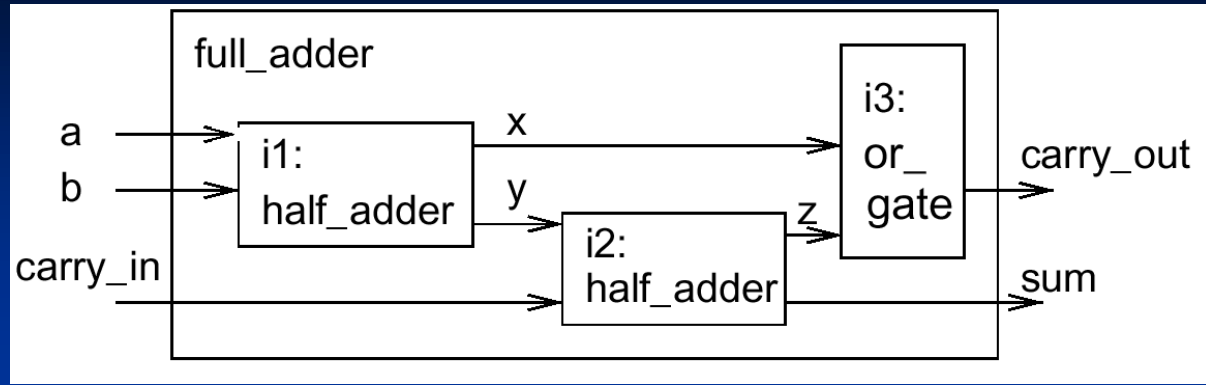 full_adder
a
b
carry_in
i1:
half_adder
x
y
i2:
half_adder
z
i3:
or_
gate
carry_out
sum